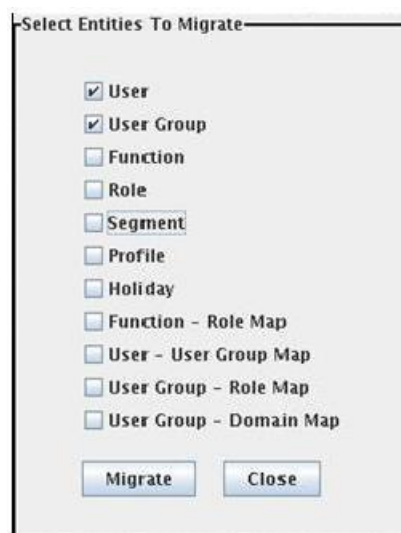 Select Entities To Migrate
User
User Group
Function
Role
Segment
Profile
Holiday
Function - Role Map
User - User Group Map
User Group - Role Map
User Group - Domain Map
Migrate Close